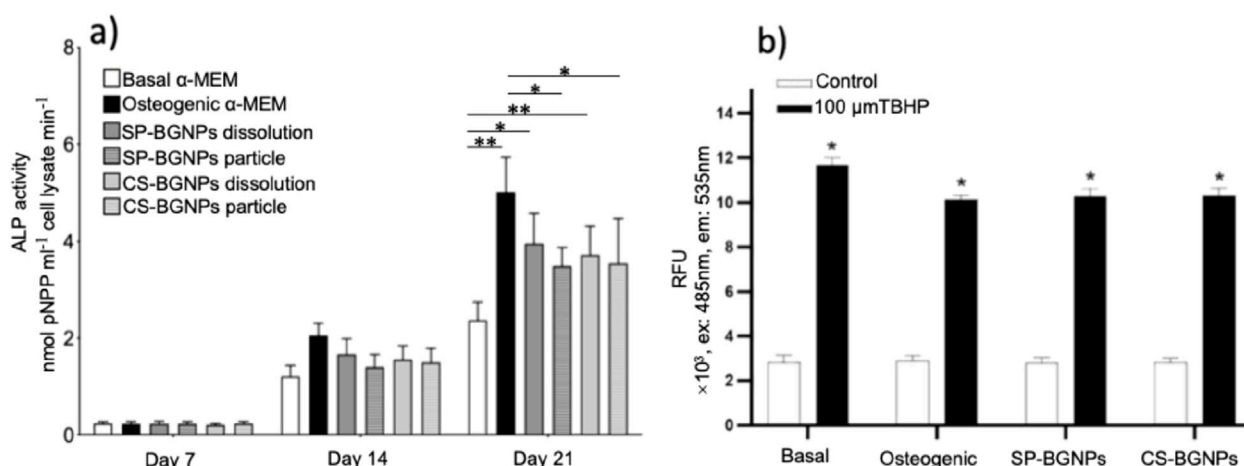 a)
8
6
4
2
0
ALP activity
nmol pNPP ml⁻¹ cell lysate min⁻¹
Basal α-MEM
Osteogenic α-MEM
SP-BGNPs dissolution
SP-BGNPs particle
CS-BGNPs dissolution
CS-BGNPs particle
*
*
**
*
**
Day 7
Day 14
Day 21
b)
Control
100 µmTBHP
14
12
10
8
6
4
2
0
RFU
×10³, ex: 485nm, em: 535nm
*
*
*
*
Basal
Osteogenic
SP-BGNPs
CS-BGNPs